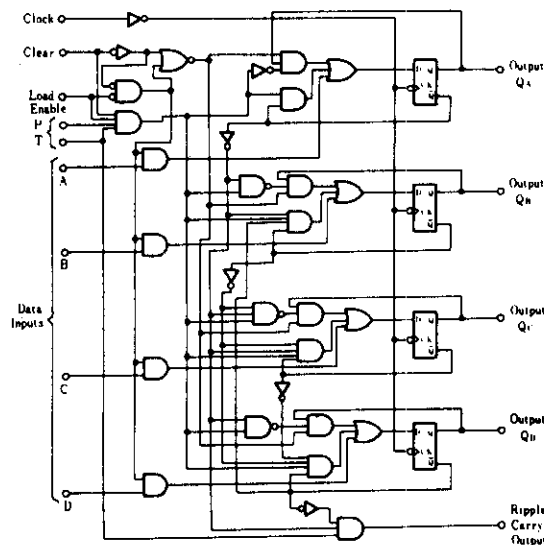 Clock
Clear
Load
Enable
P
T
A
B
Data
Inputs
C
D
Output
QA
Output
QB
Output
QC
Output
QD
Ripple
Carry
Output